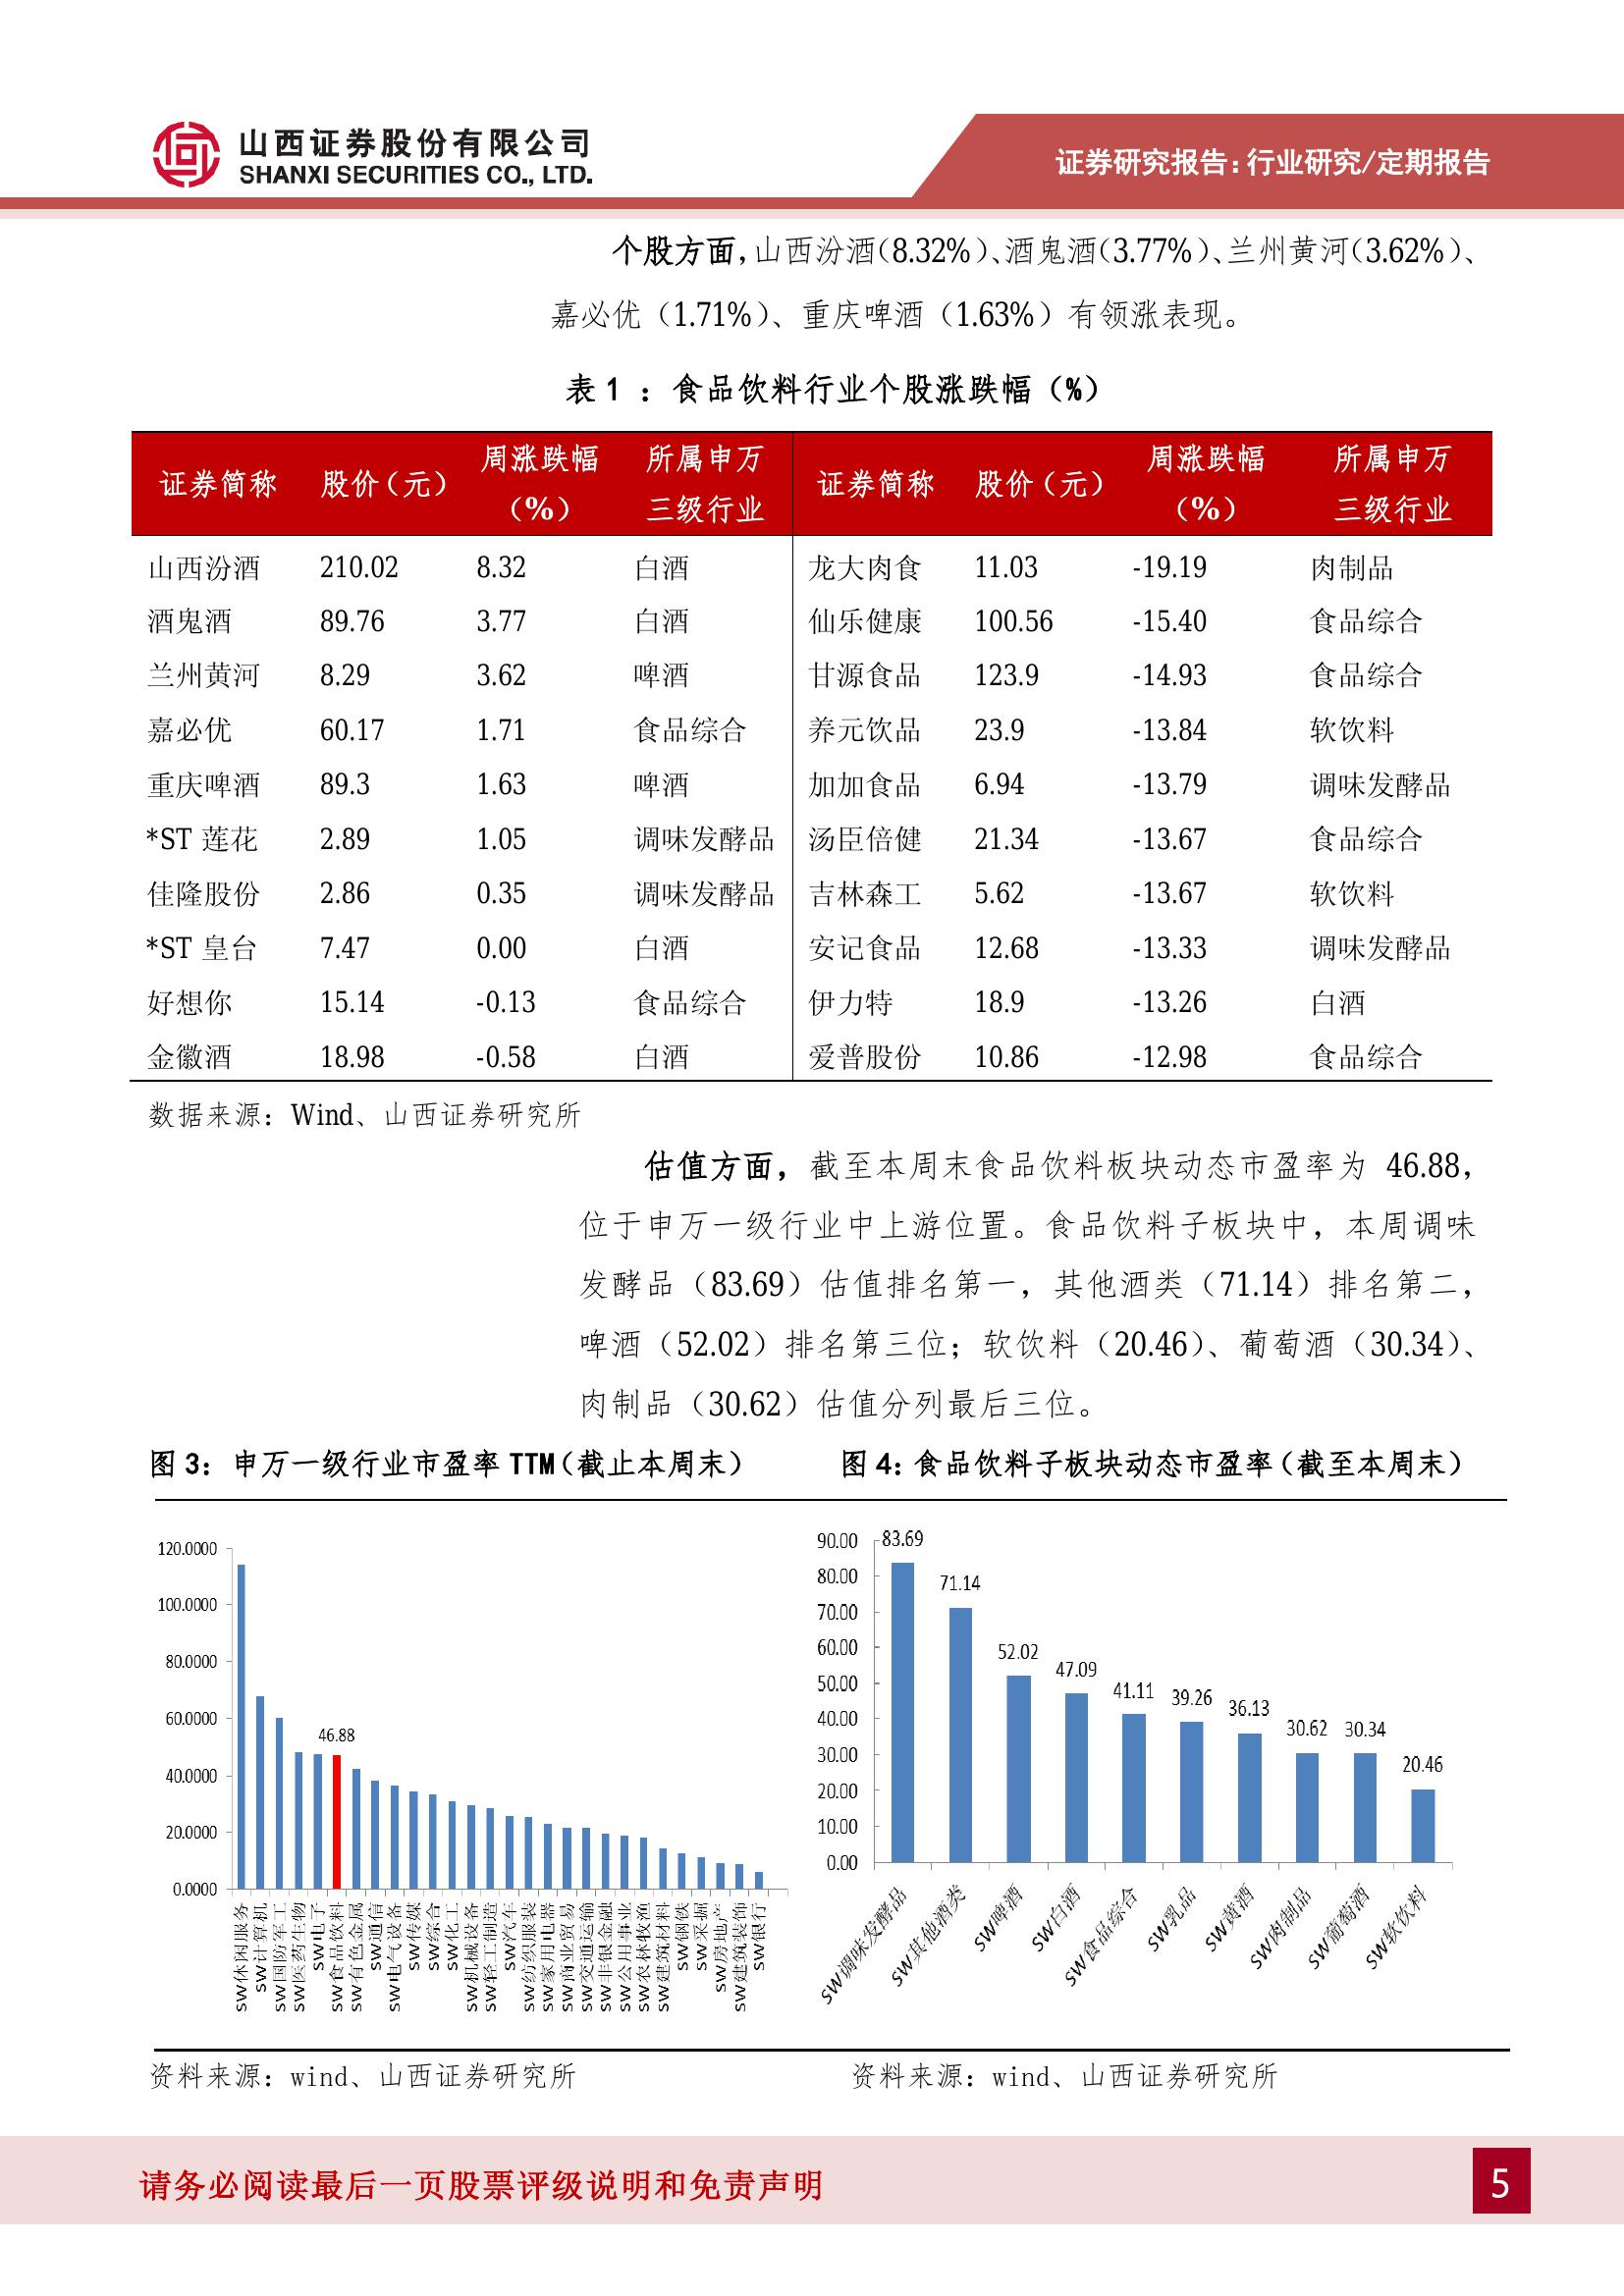 山西证券股份有限公司
SHANXI SECURITIES CO., LTD.
证券研究报告：行业研究/定期报告
个股方面，山西汾酒（8.32%）、酒鬼酒（3.77%）、兰州黄河（3.62%）、
嘉必优（1.71%）、重庆啤酒（1.63%）有领涨表现。
表 1 ：食品饮料行业个股涨跌幅（%）
证券简称 股价（元） 周涨跌幅（%） 所属申万三级行业 证券简称 股价（元） 周涨跌幅（%） 所属申万三级行业
山西汾酒 210.02 8.32 白酒 龙大肉食 11.03 -19.19 肉制品
酒鬼酒 89.76 3.77 白酒 仙乐健康 100.56 -15.40 食品综合
兰州黄河 8.29 3.62 啤酒 甘源食品 123.9 -14.93 食品综合
嘉必优 60.17 1.71 食品综合 养元饮品 23.9 -13.84 软饮料
重庆啤酒 89.3 1.63 啤酒 加加食品 6.94 -13.79 调味发酵品
*ST 莲花 2.89 1.05 调味发酵品 汤臣倍健 21.34 -13.67 食品综合
佳隆股份 2.86 0.35 调味发酵品 吉林森工 5.62 -13.67 软饮料
*ST 皇台 7.47 0.00 白酒 安记食品 12.68 -13.33 调味发酵品
好想你 15.14 -0.13 食品综合 伊力特 18.9 -13.26 白酒
金徽酒 18.98 -0.58 白酒 爱普股份 10.86 -12.98 食品综合
数据来源：Wind、山西证券研究所
估值方面，截至本周末食品饮料板块动态市盈率为 46.88，
位于申万一级行业中上游位置。食品饮料子板块中，本周调味
发酵品（83.69）估值排名第一，其他酒类（71.14）排名第二，
啤酒（52.02）排名第三位；软饮料（20.46）、葡萄酒（30.34）、
肉制品（30.62）估值分列最后三位。
图 3：申万一级行业市盈率 TTM（截止本周末）
120.0000
100.0000
80.0000
60.0000
40.0000
20.0000
0.0000
46.88
SW休闲服务
SW计算机
SW国防军工
SW医药生物
SW电子
SW食品饮料
SW有色金属
SW通信
SW电气设备
SW传媒
SW综合
SW化工
SW机械设备
SW轻工制造
SW汽车
SW纺织服装
SW家用电器
SW商业贸易
SW交通运输
SW非银金融
SW公用事业
SW农林牧渔
SW建筑材料
SW钢铁
SW采掘
SW房地产
SW建筑装饰
SW银行
图 4：食品饮料子板块动态市盈率（截至本周末）
90.00
80.00
70.00
60.00
50.00
40.00
30.00
20.00
10.00
0.00
83.69
71.14
52.02
47.09
41.11
39.26
36.13
30.62
30.34
20.46
SW调味发酵品
SW其他酒类
SW啤酒
SW白酒
SW食品综合
SW乳品
SW黄酒
SW肉制品
SW葡萄酒
SW软饮料
资料来源：wind、山西证券研究所
资料来源：wind、山西证券研究所
请务必阅读最后一页股票评级说明和免责声明
5